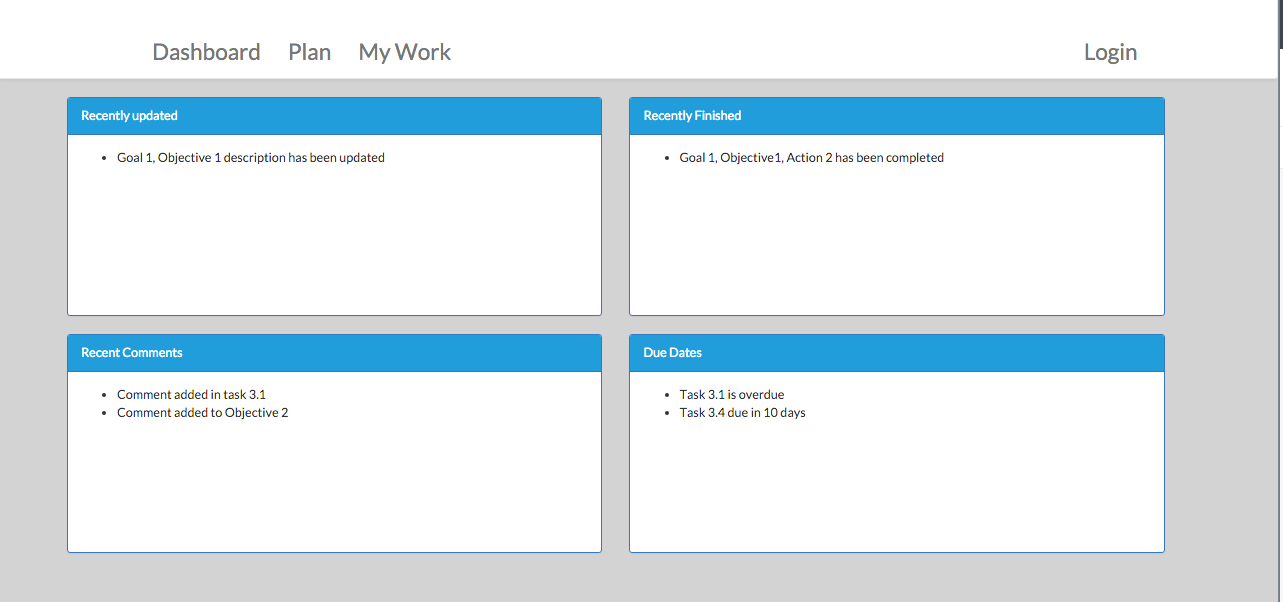 Dashboard Plan My Work Login
Recently updated
• Goal 1, Objective 1 description has been updated
Recently Finished
• Goal 1, Objective1, Action 2 has been completed
Recent Comments
• Comment added in task 3.1
• Comment added to Objective 2
Due Dates
• Task 3.1 is overdue
• Task 3.4 due in 10 days